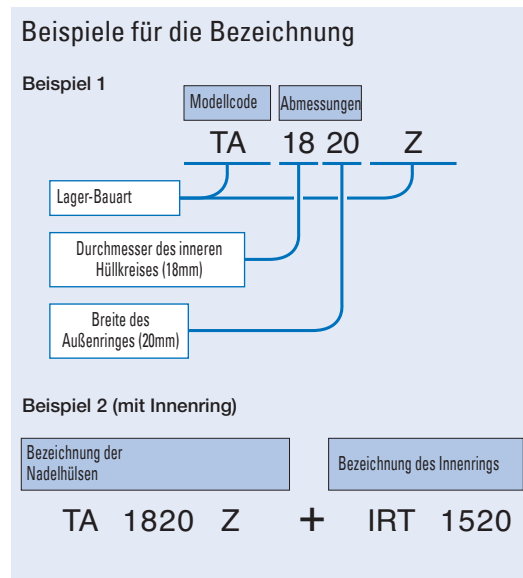 Beispiele für die Bezeichnung
Beispiel 1
Modellcode Abmessungen
TA 18 20 Z
Lager-Bauart
Durchmesser des inneren
Hüllkreises (18mm)
Breite des
Außenringes (20mm)
Beispiel 2 (mit Innenring)
Bezeichnung der
Nadelhülsen
Bezeichnung des Innenrings
TA 1820 Z + IRT 1520